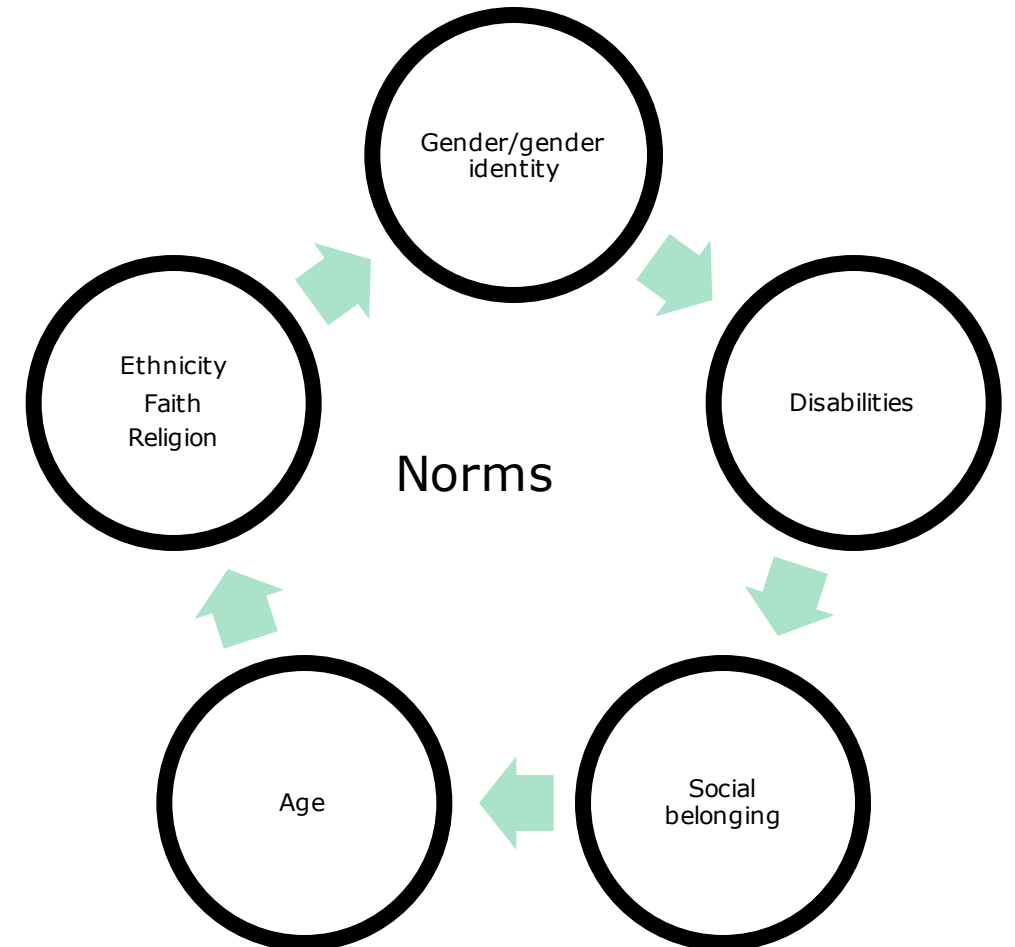 Gender/gender
identity
Ethnicity
Faith
Religion
Disabilities
Norms
Social
belonging
Age